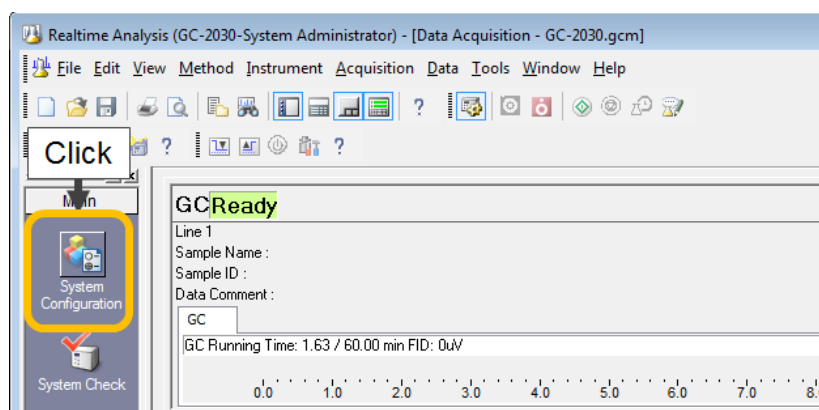 Realtime Analysis (GC-2030-System Administrator) - [Data Acquisition - GC-2030.gcm]
File Edit View Method Instrument Acquisition Data Tools Window Help
?
Click
? ?
Main
GC Ready
Line 1
Sample Name :
Sample ID :
Data Comment :
System
Configuration
GC
GC Running Time: 1.63 / 60.00 min FID: 0uV
System Check
0.0 1.0 2.0 3.0 4.0 5.0 6.0 7.0